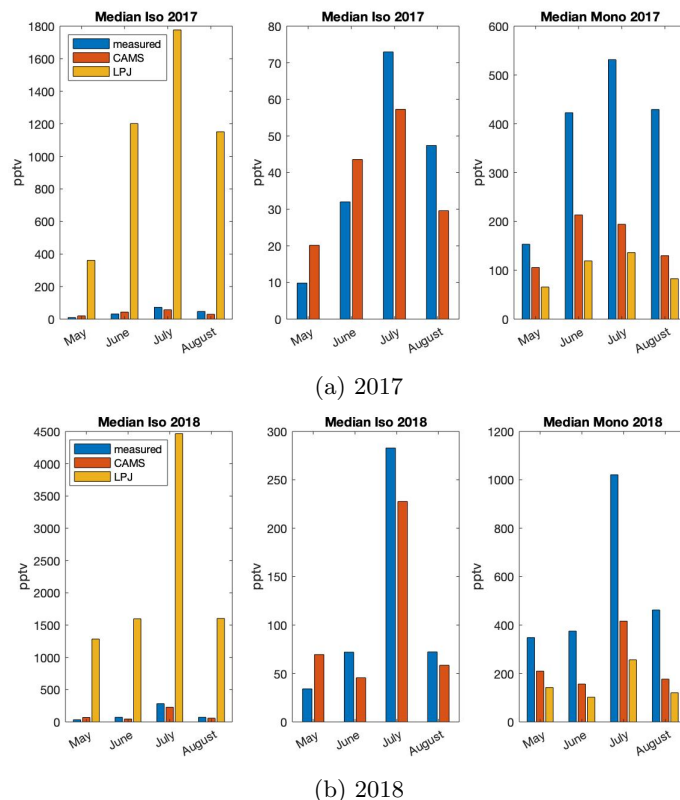 Median Iso 2017
measured
CAMS
LPJ
pptv
1800
1600
1400
1200
1000
800
600
400
200
0
May
June
July
August
Median Iso 2017
pptv
80
70
60
50
40
30
20
10
0
May
June
July
August
Median Mono 2017
pptv
600
500
400
300
200
100
0
May
June
July
August
(a) 2017
Median Iso 2018
measured
CAMS
LPJ
pptv
4500
4000
3500
3000
2500
2000
1500
1000
500
0
May
June
July
August
Median Iso 2018
pptv
300
250
200
150
100
50
0
May
June
July
August
Median Mono 2018
pptv
1200
1000
800
600
400
200
0
May
June
July
August
(b) 2018